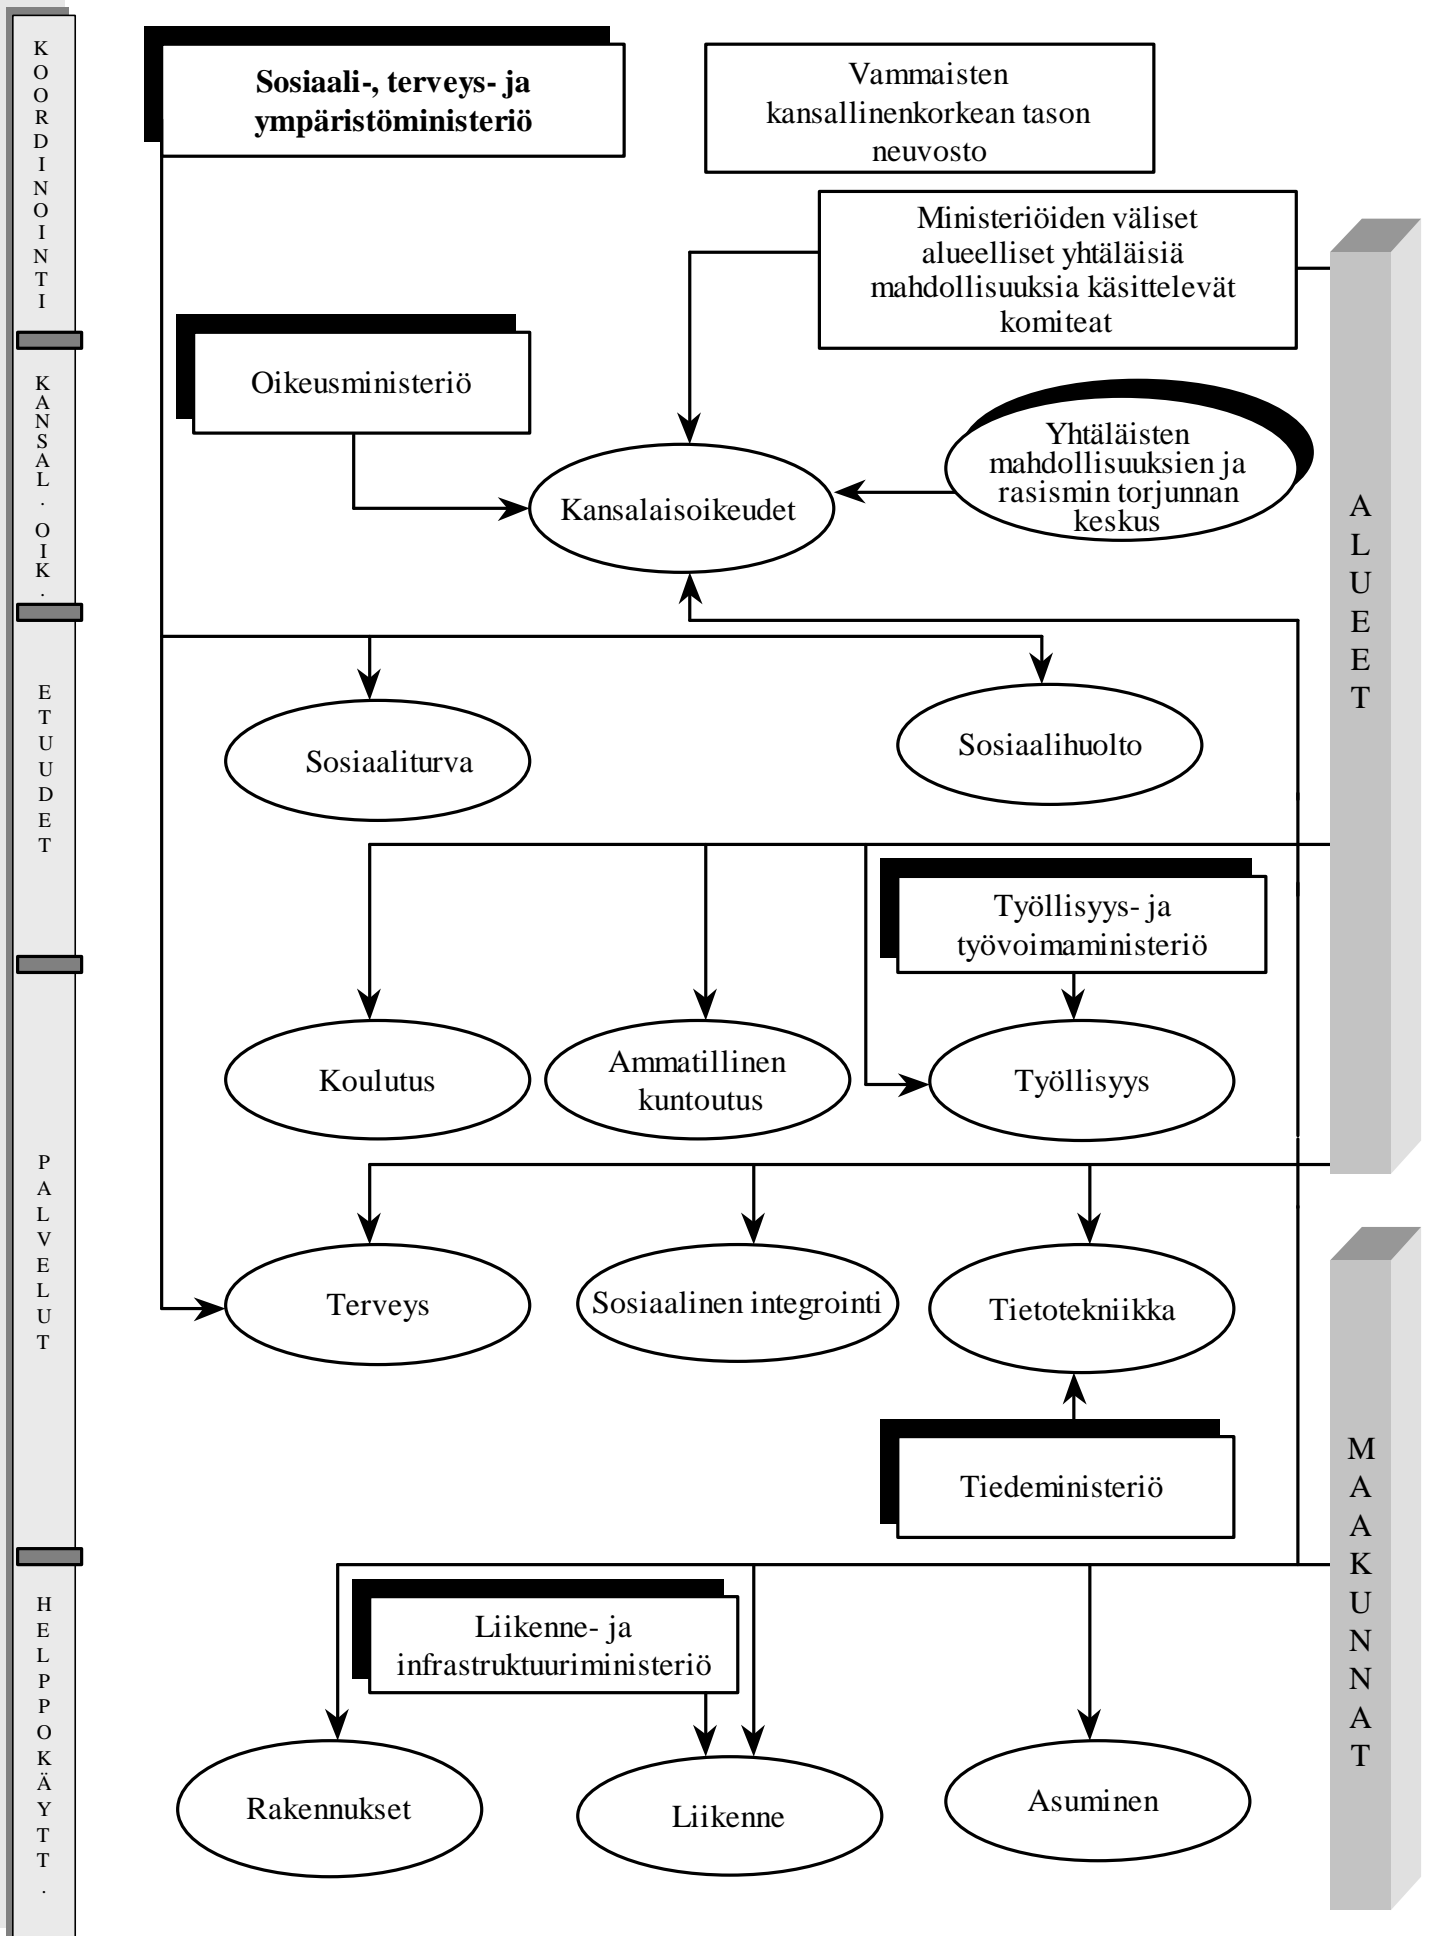 KOORDINOINTI
Sosiaali-, terveys- ja
ympäristöministeriö
Vammaisten
kansallinenkorkean tason
neuvosto
Ministeriöiden väliset
alueelliset yhtäläisiä
mahdollisuuksia käsittelevät
komiteat
KANSAL. OIK.
Oikeusministeriö
Yhtäläisten
mahdollisuuksien ja
rasismin torjunnan
keskus
Kansalaisoikeudet
ALUEET
ETUUDET
Sosiaaliturva
Sosiaalihuolto
Työllisyys- ja
työvoimaministeriö
PALVELUT
Koulutus
Ammatillinen
kuntoutus
Työllisyys
Terveys
Sosiaalinen integrointi
Tietotekniikka
Tiedeministeriö
MAAKUNNAT
HELPPOKÄYTT.
Liikenne- ja
infrastruktuuriministeriö
Rakennukset
Liikenne
Asuminen